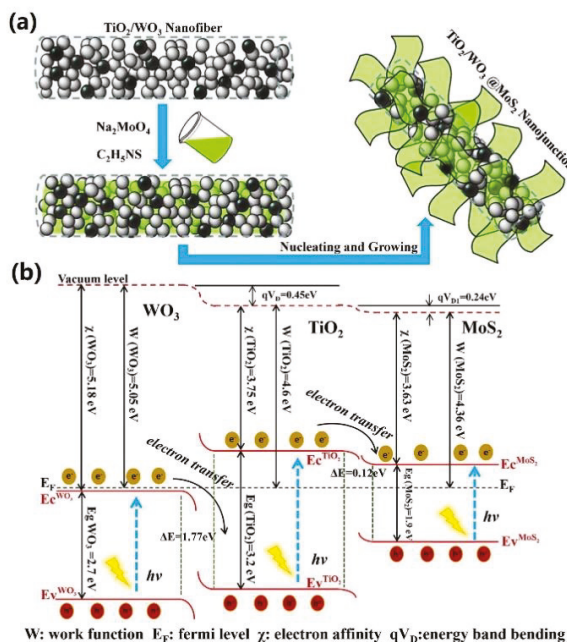 (a)
TiO2/WO3 Nanofiber
Na2MoO4
C2H5NS
TiO2/WO3 @MoS2 Nanojunction
Nucleating and Growing
(b)
Vacuum level
qVD=0.45eV
qVD1=0.24eV
WO3
TiO2
MoS2
χ (WO3)=5.18 eV
W (WO3)=5.05 eV
χ (TiO2)=3.75 eV
W (TiO2)=4.6 eV
χ (MoS2)=3.63 eV
W (MoS2)=4.36 eV
electron transfer
electron transfer
e- e- e- e-
e- e- e- e-
e- e- e- e-
EcTiO2
EcMoS2
ΔE=0.12eV
EF
EF
EcWO3
Eg WO3=2.7 eV
ΔE=1.77eV
Eg(TiO2)=3.2 eV
Eg (MoS2)=1.9 eV
hν
hν
hν
EvMoS2
EvWO3
EvTiO2
W: work function EF: fermi level χ: electron affinity qVD:energy band bending